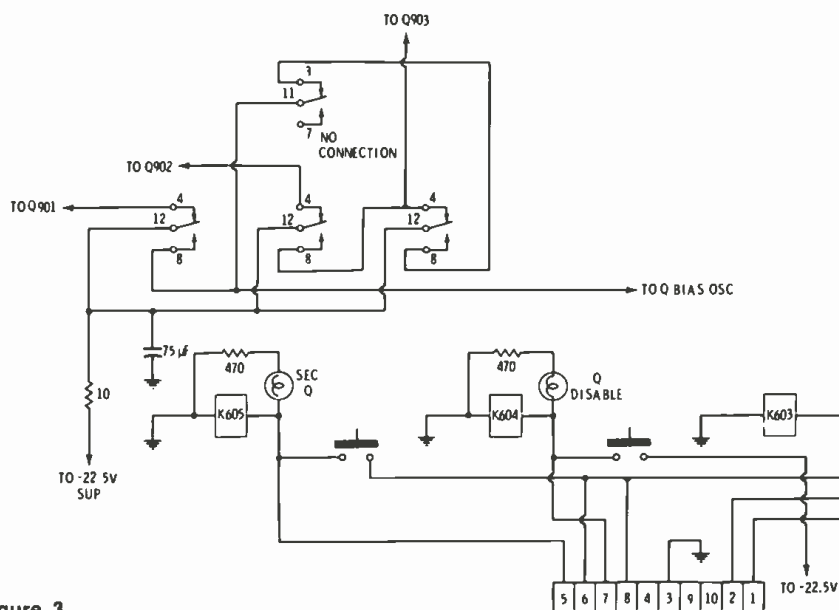 TO Q903
3
11
7
NO
CONNECTION
TO Q902
TO Q901
4
12
8
4
12
8
4
12
8
TO Q BIAS OSC
75 µF
10
470
SEC
Q
K605
470
Q
DISABLE
K604
K603
TO -22 5V
SUP
5 6 7 8 4 3 9 10 2 1
TO -22.5V
Figure 3